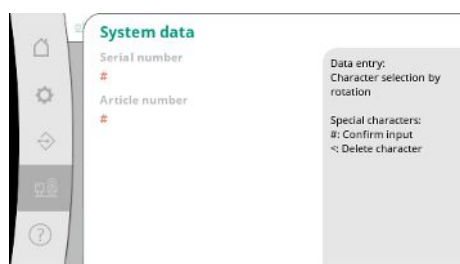 System data
Serial number
#
Article number
#
Data entry:
Character selection by
rotation
Special characters:
#: Confirm input
<: Delete character
?